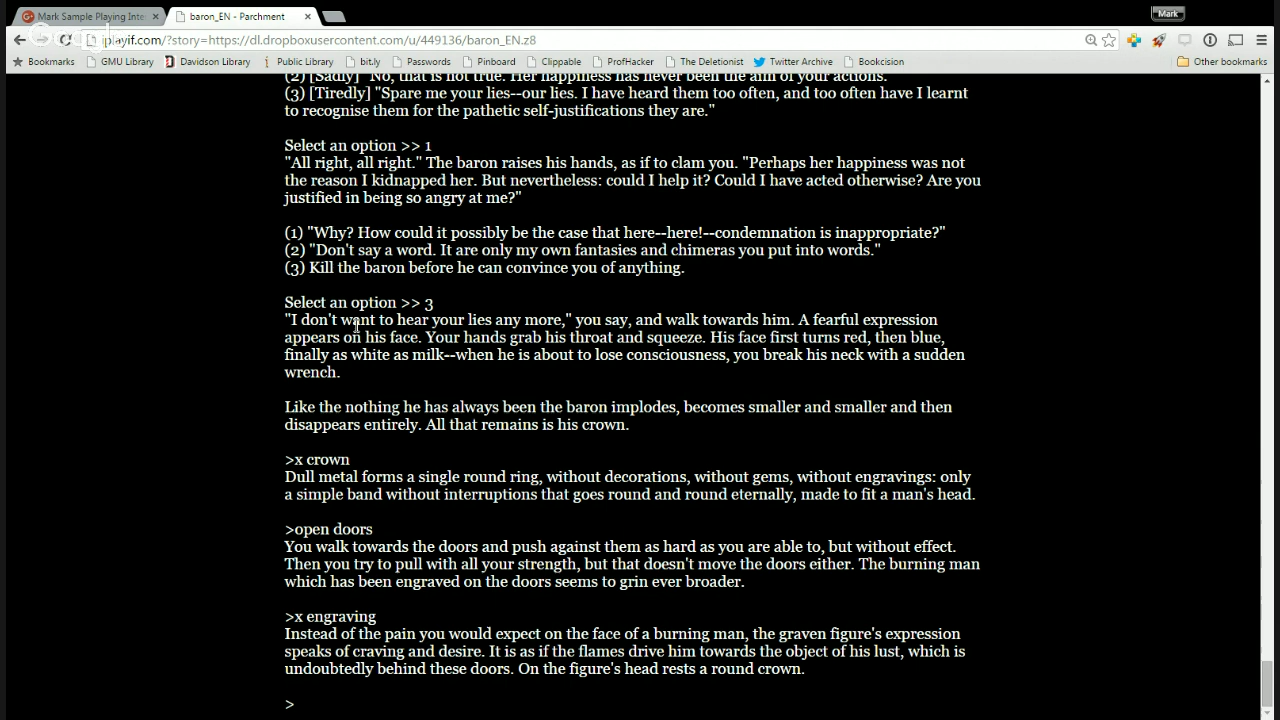 Mark Sample Playing Inte
baron_EN - Parchment
Mark
iplayif.com/?story=https://dl.dropboxusercontent.com/u/449136/baron_EN.z8
Bookmarks GMU Library Davidson Library Public Library bit.ly Passwords Pinboard Clippable ProfHacker The Deletionist Twitter Archive Bookcision Other bookmarks
(2) [Sadly] "No, that is not true. Her happiness has never been the aim of your actions."
(3) [Tiredly] "Spare me your lies--our lies. I have heard them too often, and too often have I learnt
to recognise them for the pathetic self-justifications they are."
Select an option >> 1
"All right, all right." The baron raises his hands, as if to clam you. "Perhaps her happiness was not
the reason I kidnapped her. But nevertheless: could I help it? Could I have acted otherwise? Are you
justified in being so angry at me?"
(1) "Why? How could it possibly be the case that here--here!--condemnation is inappropriate?"
(2) "Don't say a word. It are only my own fantasies and chimeras you put into words."
(3) Kill the baron before he can convince you of anything.
Select an option >> 3
"I don't want to hear your lies any more," you say, and walk towards him. A fearful expression
appears on his face. Your hands grab his throat and squeeze. His face first turns red, then blue,
finally as white as milk--when he is about to lose consciousness, you break his neck with a sudden
wrench.
Like the nothing he has always been the baron implodes, becomes smaller and smaller and then
disappears entirely. All that remains is his crown.
>x crown
Dull metal forms a single round ring, without decorations, without gems, without engravings: only
a simple band without interruptions that goes round and round eternally, made to fit a man's head.
>open doors
You walk towards the doors and push against them as hard as you are able to, but without effect.
Then you try to pull with all your strength, but that doesn't move the doors either. The burning man
which has been engraved on the doors seems to grin ever broader.
>x engraving
Instead of the pain you would expect on the face of a burning man, the graven figure's expression
speaks of craving and desire. It is as if the flames drive him towards the object of his lust, which is
undoubtedly behind these doors. On the figure's head rests a round crown.
>